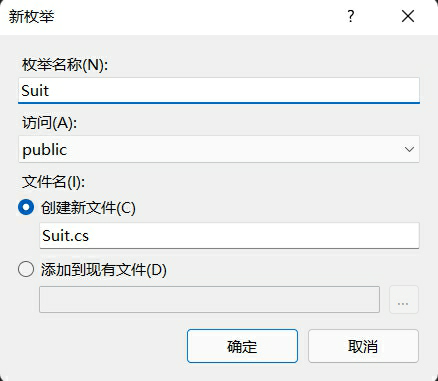 新枚举
枚举名称(N):
Suit
访问(A):
public
文件名(I):
创建新文件(C)
Suit.cs
添加到现有文件(D)
...
确定
取消